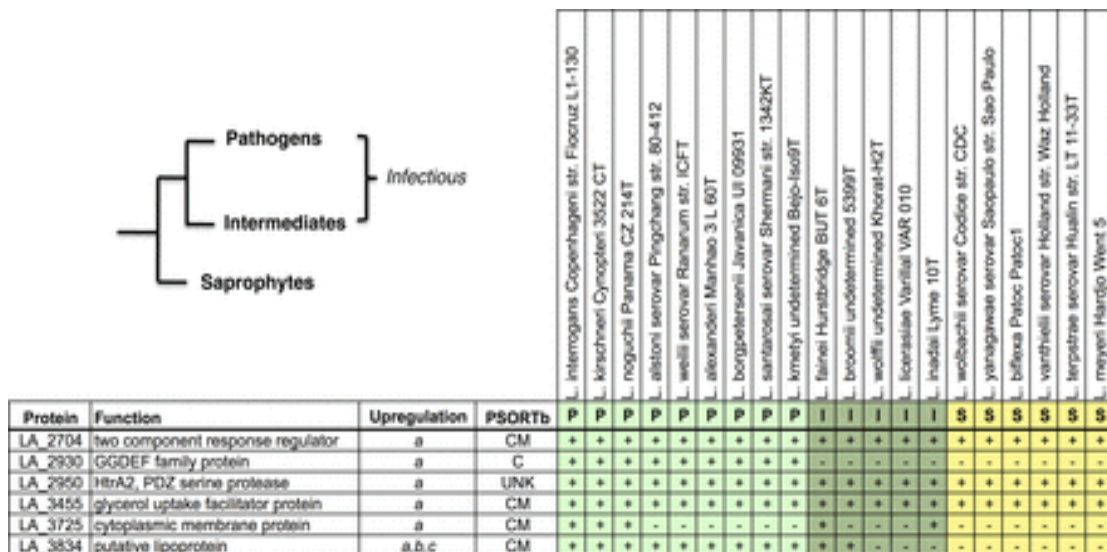 Pathogens
Infectious
Intermediates
Saprophytes
L. interrogans Copenhageni str. Fiocruz L1-130
L. kirschneri Cynopteri 3522 CT
L. noguchii Panama CZ 214T
L. alstoni serovar Pingchang str. 80-412
L. weilii serovar Ranarum str. ICFT
L. alexanderi Manhao 3 L 60T
L. borgpetersenii Javanica UI 09931
L. santarosai serovar Shermani str. 1342KT
L. kmetyi undetermined Bejo-Iso9T
L. fainei Hurstbridge BUT 6T
L. broomii undetermined 5399T
L. wolffii undetermined Khorat-H2T
L. licerasiae Varillal VAR 010
L. inadai Lyme 10T
L. wolbachii serovar Codice str. CDC
L. yanagawae serovar Saopaulo str. Sao Paulo
L. biflexa Patoc Patoc1
L. vanthielii serovar Holland str. Waz Holland
L. terpstrae serovar Hualin str. LT 11-33T
L. meyeri Hardjo Went 5
Protein Function Upregulation PSORTb P P P P P P P P P I I I I I S S S S S S
LA_2704 two component response regulator a CM + + + + + + + + + + + + + + + + + + + +
LA_2930 GGDEF family protein a C + + + + + + + + + - - - - - - - - - - -
LA_2950 HtrA2, PDZ serine protease a UNK + + + + + + + + + + + + + + + + + + + +
LA_3455 glycerol uptake facilitator protein a CM + + + + + + + + + + + + + + + + + + + +
LA_3725 cytoplasmic membrane protein a CM + + + - - - - - - + - - - + - - - - - -
LA_3834 putative lipoprotein a,b,c CM + + + + + + + + + + + - - - - - - - - -